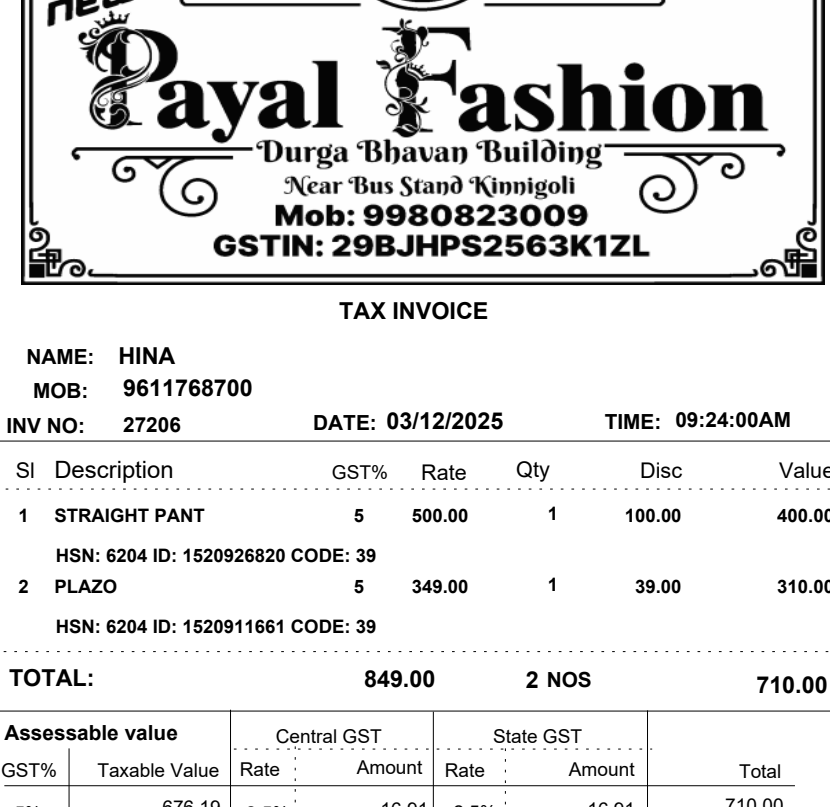 new
Payal Fashion
Durga Bhavan Building
Near Bus Stand Kinnigoli
Mob: 9980823009
GSTIN: 29BJHPS2563K1ZL
TAX INVOICE
NAME: HINA
MOB: 9611768700
INV NO: 27206 DATE: 03/12/2025 TIME: 09:24:00AM
Sl Description GST% Rate Qty Disc Value
1 STRAIGHT PANT 5 500.00 1 100.00 400.00
HSN: 6204 ID: 1520926820 CODE: 39
2 PLAZO 5 349.00 1 39.00 310.00
HSN: 6204 ID: 1520911661 CODE: 39
TOTAL: 849.00 2 NOS 710.00
Assessable value Central GST State GST
GST% Taxable Value Rate Amount Rate Amount Total
676.19 16.91 16.91 710.00